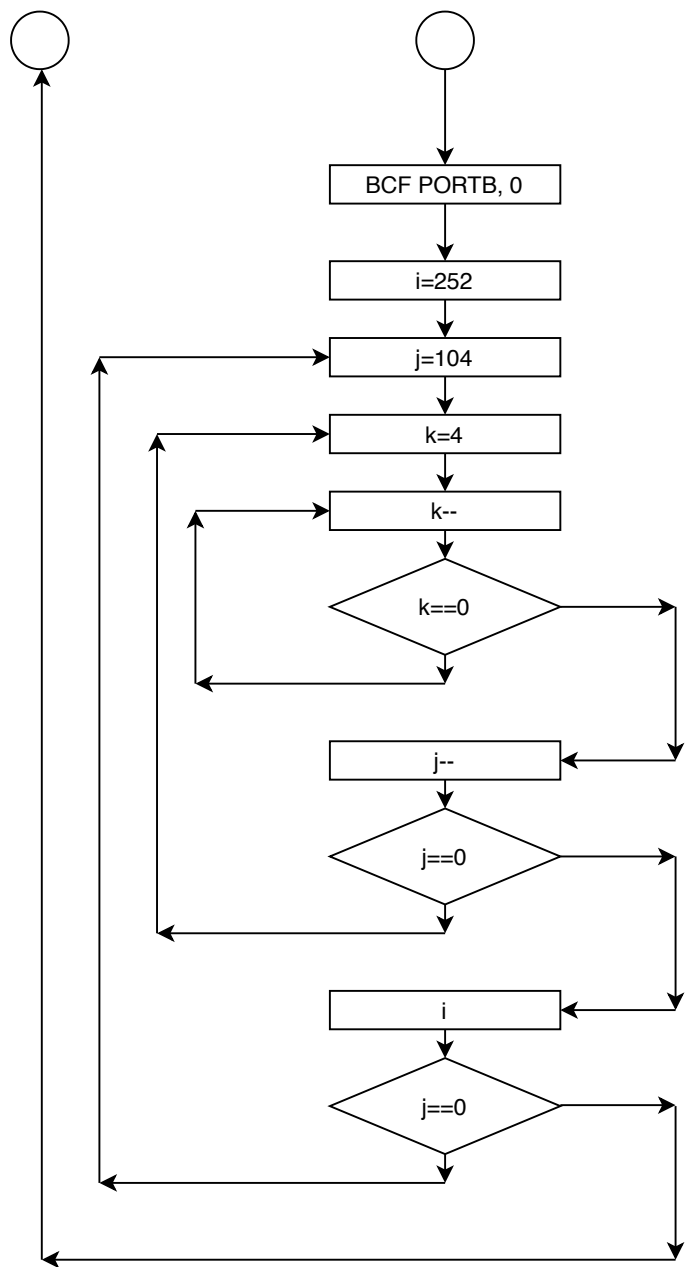 BCF PORTB, 0
i=252
j=104
k=4
k--
k==0
j--
j==0
i
j==0